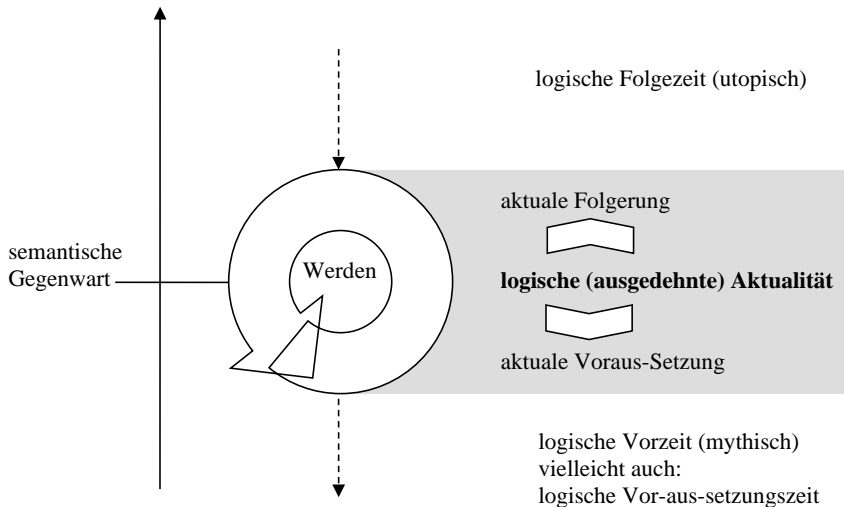 logische Folgezeit (utopisch)
aktuale Folgerung
semantische
Gegenwart
Werden
logische (ausgedehnte) Aktualität
aktuale Voraus-Setzung
logische Vorzeit (mythisch)
vielleicht auch:
logische Vor-aus-setzungszeit